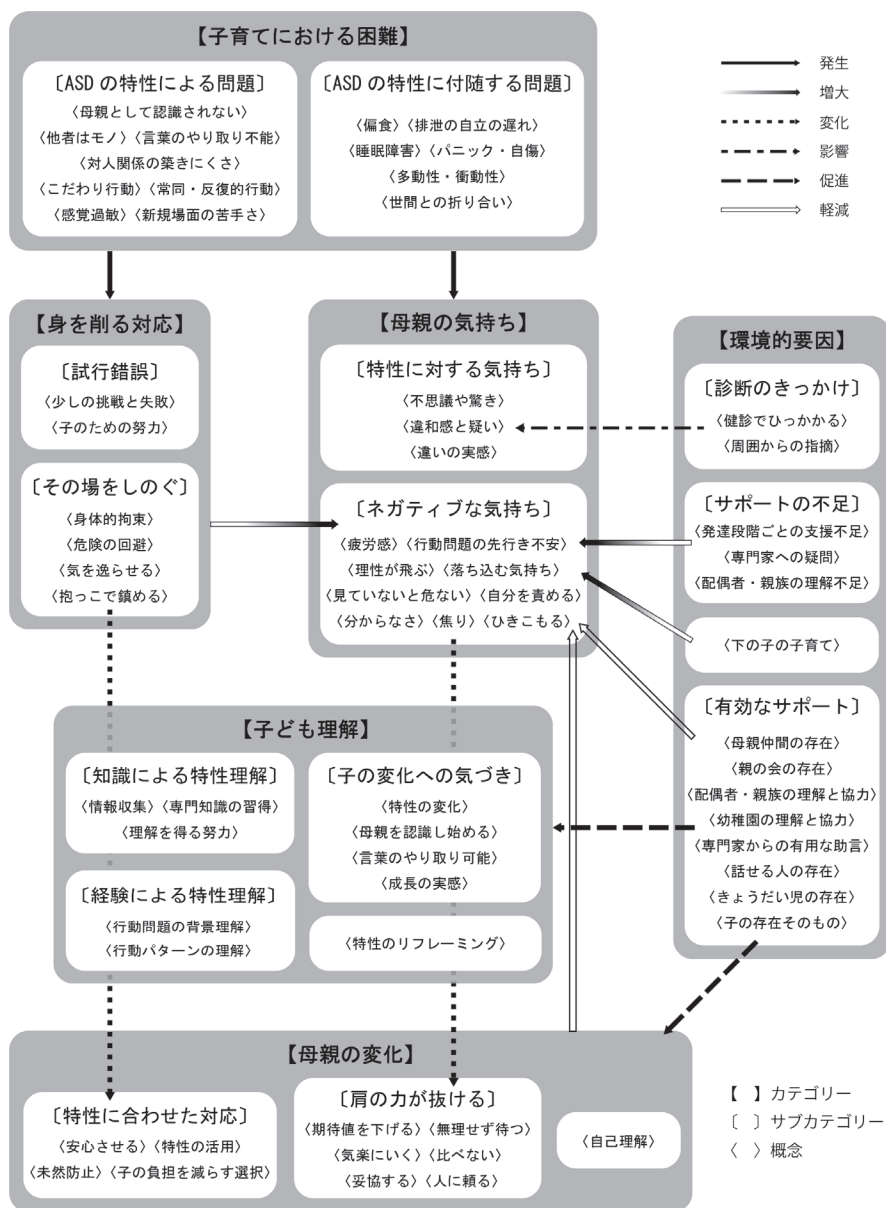 【子育てにおける困難】
〔ASD の特性による問題〕
〈母親として認識されない〉
〈他者はモノ〉〈言葉のやり取り不能〉
〈対人関係の築きにくさ〉
〈こだわり行動〉〈常同・反復的行動〉
〈感覚過敏〉〈新規場面の苦手さ〉
〔ASD の特性に付随する問題〕
〈偏食〉〈排泄の自立の遅れ〉
〈睡眠障害〉〈パニック・自傷〉
〈多動性・衝動性〉
〈世間との折り合い〉
発生
増大
変化
影響
促進
軽減
【身を削る対応】
〔試行錯誤〕
〈少しの挑戦と失敗〉
〈子のための努力〉
〔その場をしのぐ〕
〈身体的拘束〉
〈危険の回避〉
〈気を逸らせる〉
〈抱っこで鎮める〉
【母親の気持ち】
〔特性に対する気持ち〕
〈不思議や驚き〉
〈違和感と疑い〉
〈違いの実感〉
〔ネガティブな気持ち〕
〈疲労感〉〈行動問題の先行き不安〉
〈理性が飛ぶ〉〈落ち込む気持ち〉
〈見ていないと危ない〉〈自分を責める〉
〈分からなさ〉〈焦り〉〈ひきこもる〉
【環境的要因】
〔診断のきっかけ〕
〈健診でひっかかる〉
〈周囲からの指摘〉
〔サポートの不足〕
〈発達段階ごとの支援不足〉
〈専門家への疑問〉
〈配偶者・親族の理解不足〉
〈下の子の子育て〉
〔有効なサポート〕
〈母親仲間の存在〉
〈親の会の存在〉
〈配偶者・親族の理解と協力〉
〈幼稚園の理解と協力〉
〈専門家からの有用な助言〉
〈話せる人の存在〉
〈きょうだい児の存在〉
〈子の存在そのもの〉
【子ども理解】
〔知識による特性理解〕
〈情報収集〉〈専門知識の習得〉
〈理解を得る努力〉
〔経験による特性理解〕
〈行動問題の背景理解〉
〈行動パターンの理解〉
〔子の変化への気づき〕
〈特性の変化〉
〈母親を認識し始める〉
〈言葉のやり取り可能〉
〈成長の実感〉
〈特性のリフレーミング〉
【母親の変化】
〔特性に合わせた対応〕
〈安心させる〉〈特性の活用〉
〈未然防止〉〈子の負担を減らす選択〉
〔肩の力が抜ける〕
〈期待値を下げる〉〈無理せず待つ〉
〈気楽にいく〉〈比べない〉
〈妥協する〉〈人に頼る〉
〈自己理解〉
【 】カテゴリー
〔 〕サブカテゴリー
〈 〉概念